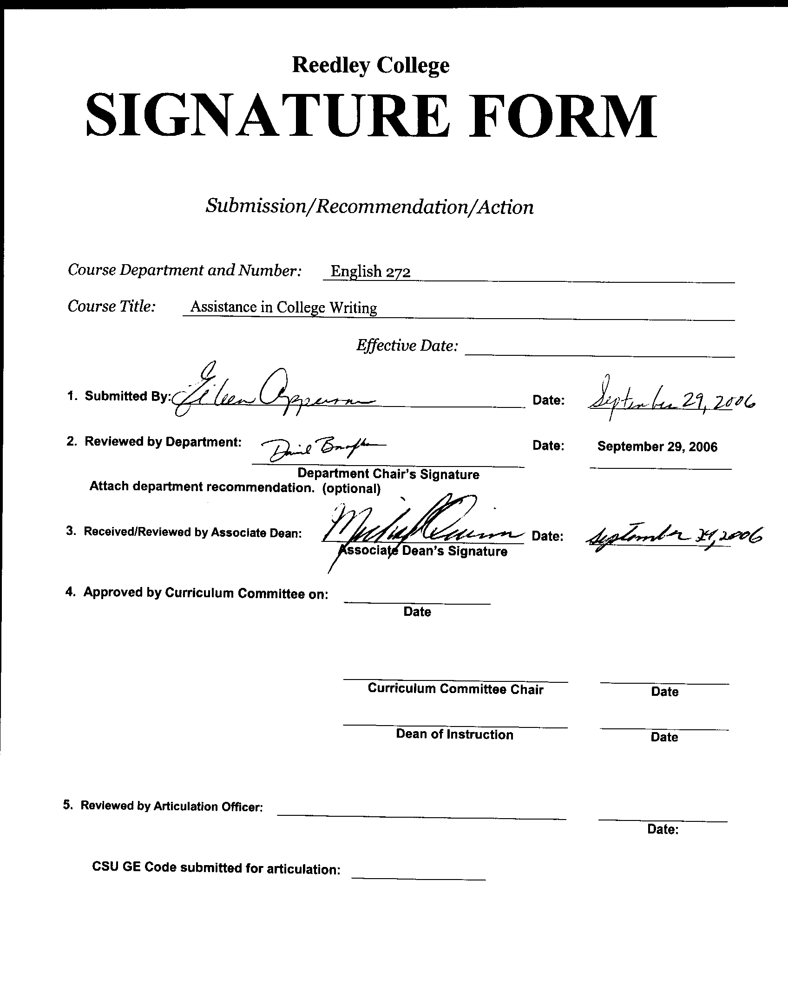 Reedley College
SIGNATURE FORM
Submission/Recommendation/Action
Course Department and Number: English 272
Course Title: Assistance in College Writing
Effective Date:
1. Submitted By: Eileen Apperson Date: September 29, 2006
2. Reviewed by Department: David Date: September 29, 2006
Department Chair's Signature
Attach department recommendation. (optional)
3. Received/Reviewed by Associate Dean: Michael Quinn Date: September 2006
Associate Dean's Signature
4. Approved by Curriculum Committee on:
Date
Curriculum Committee Chair Date
Dean of Instruction Date
5. Reviewed by Articulation Officer:
Date:
CSU GE Code submitted for articulation: